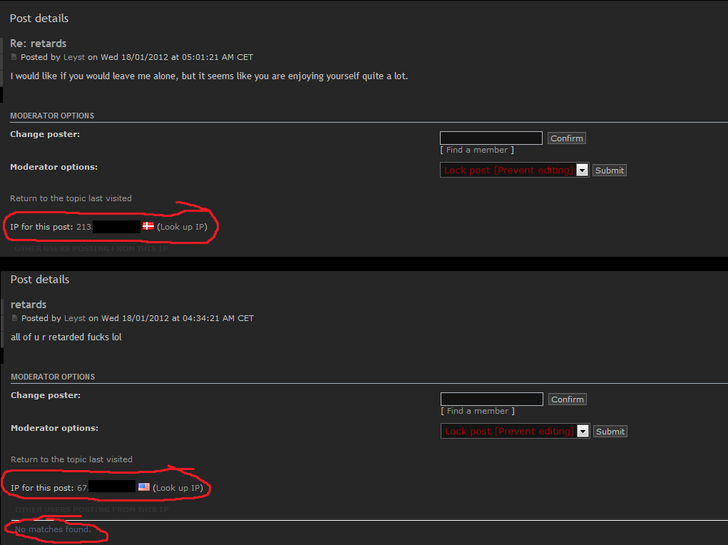 Post details
Re: retards
Posted by Leyst on Wed 18/01/2012 at 05:01:21 AM CET
I would like if you would leave me alone, but it seems like you are enjoying yourself quite a lot.
MODERATOR OPTIONS
Change poster:
Confirm
[ Find a member ]
Moderator options:
Lock post [Prevent editing]
Submit
Return to the topic last visited
IP for this post: 213. (Look up IP)
OTHER USERS POSTING FROM THIS IP
Post details
retards
Posted by Leyst on Wed 18/01/2012 at 04:34:21 AM CET
all of u r retarded fucks lol
MODERATOR OPTIONS
Change poster:
Confirm
[ Find a member ]
Moderator options:
Lock post [Prevent editing]
Submit
Return to the topic last visited
IP for this post: 67. (Look up IP)
OTHER USERS POSTING FROM THIS IP
No matches found.